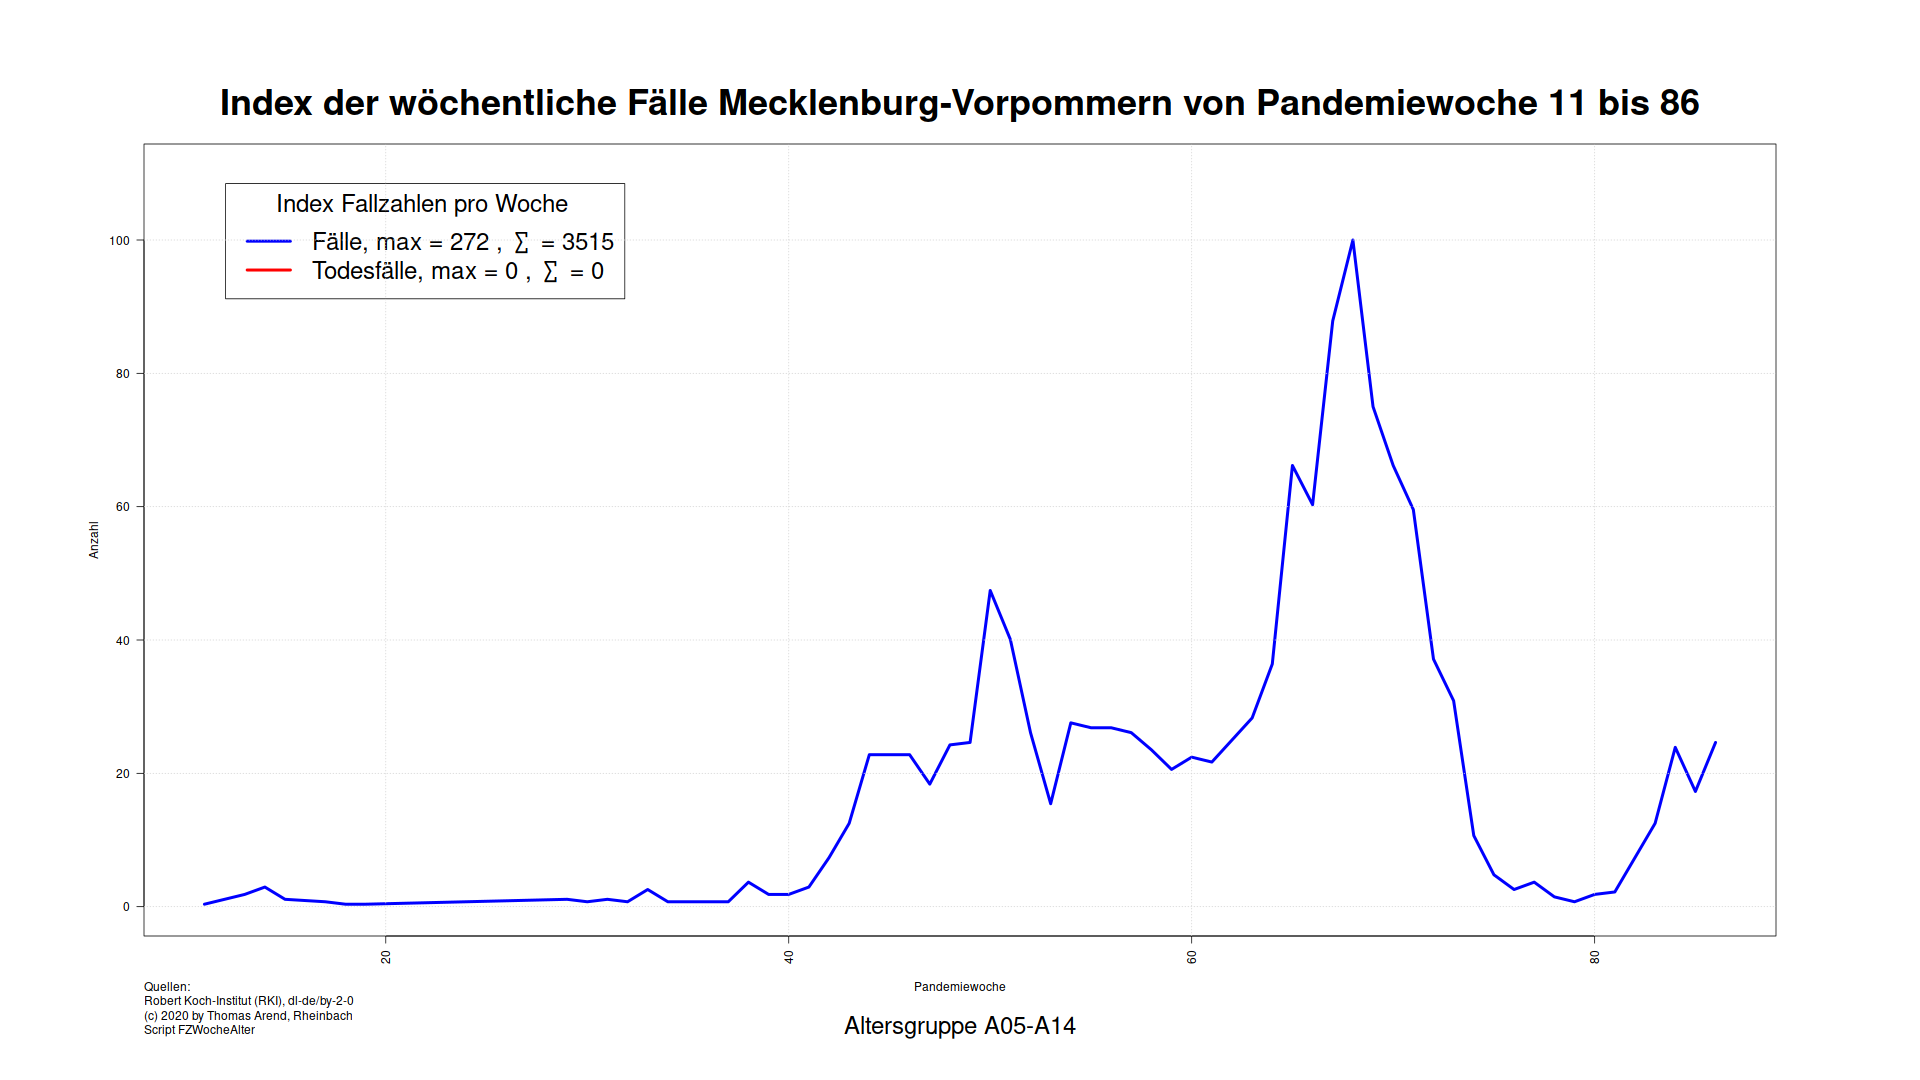 Index der wöchentliche Fälle Mecklenburg-Vorpommern von Pandemiewoche 11 bis 86
Index Fallzahlen pro Woche
Fälle, max = 272 , ∑ = 3515
Todesfälle, max = 0 , ∑ = 0
100
80
60
40
20
0
Anzahl
20
40
60
80
Pandemiewoche
Quellen:
Robert Koch-Institut (RKI), dl-de/by-2-0
(c) 2020 by Thomas Arend, Rheinbach
Script FZWocheAlter
Altersgruppe A05-A14